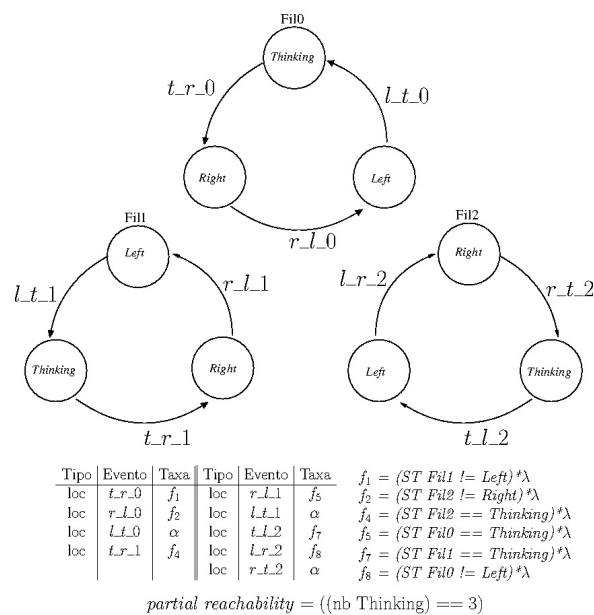 Fil0
Thinking
t_r_0
l_t_0
Right
Left
r_l_0
Fil1
Left
l_t_1
r_l_1
Thinking
Right
t_r_1
Fil2
Right
l_r_2
r_t_2
Left
Thinking
t_l_2
Tipo Evento Taxa Tipo Evento Taxa
loc t_r_0 f1 loc r_l_1 f5
loc r_l_0 f2 loc l_t_1 α
loc l_t_0 α loc t_l_2 f7
loc t_r_1 f4 loc l_r_2 f8
loc r_t_2 α
f1 = (ST Fil1 != Left)*λ
f2 = (ST Fil2 != Right)*λ
f4 = (ST Fil2 == Thinking)*λ
f5 = (ST Fil0 == Thinking)*λ
f7 = (ST Fil1 == Thinking)*λ
f8 = (ST Fil0 != Left)*λ
partial reachability = ((nb Thinking) == 3)